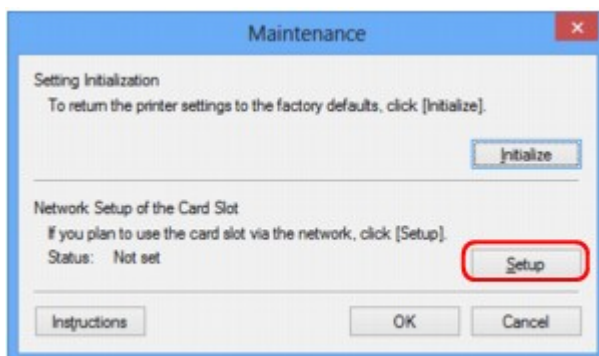 Maintenance
Setting Initialization
To return the printer settings to the factory defaults, click [Initialize].
Initialize
Network Setup of the Card Slot
If you plan to use the card slot via the network, click [Setup].
Status: Not set
Setup
Instructions OK Cancel